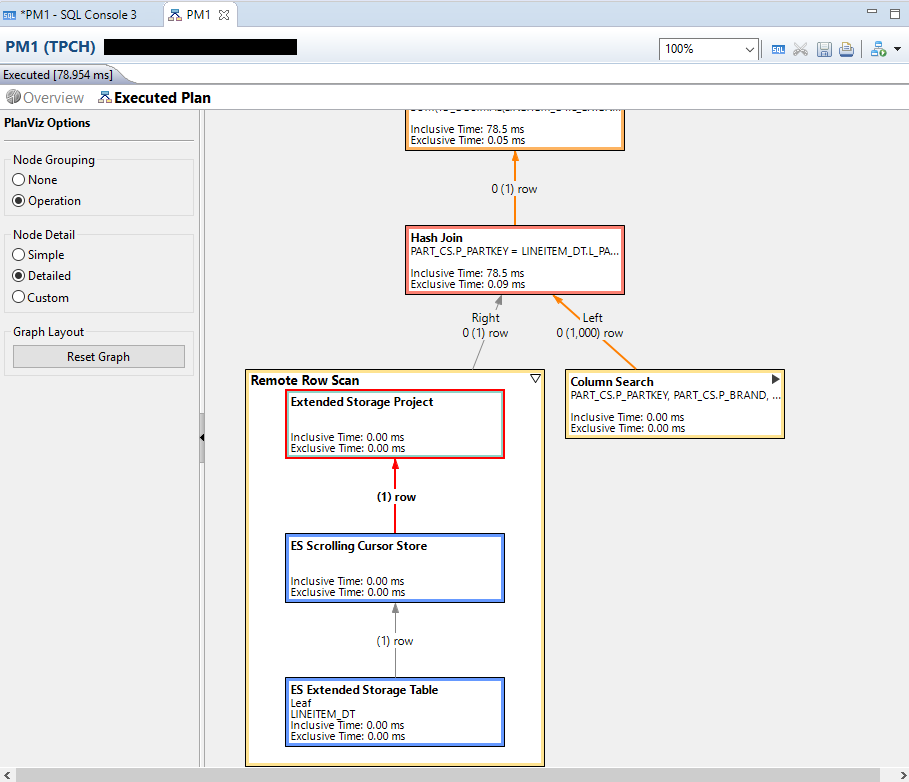 *PM1 - SQL Console 3
PM1
PM1 (TPCH)
100%
SQL
Executed [78.954 ms]
Overview
Executed Plan
PlanViz Options
Node Grouping
None
Operation
Node Detail
Simple
Detailed
Custom
Graph Layout
Reset Graph
Inclusive Time: 78.5 ms
Exclusive Time: 0.05 ms
0 (1) row
Hash Join
PART_CS.P_PARTKEY = LINEITEM_DT.L_PA...
Inclusive Time: 78.5 ms
Exclusive Time: 0.09 ms
Right
0 (1) row
Left
0 (1,000) row
Remote Row Scan
Extended Storage Project
Inclusive Time: 0.00 ms
Exclusive Time: 0.00 ms
(1) row
ES Scrolling Cursor Store
Inclusive Time: 0.00 ms
Exclusive Time: 0.00 ms
(1) row
ES Extended Storage Table
Leaf
LINEITEM_DT
Inclusive Time: 0.00 ms
Exclusive Time: 0.00 ms
Column Search
PART_CS.P_PARTKEY, PART_CS.P_BRAND, ...
Inclusive Time: 0.00 ms
Exclusive Time: 0.00 ms